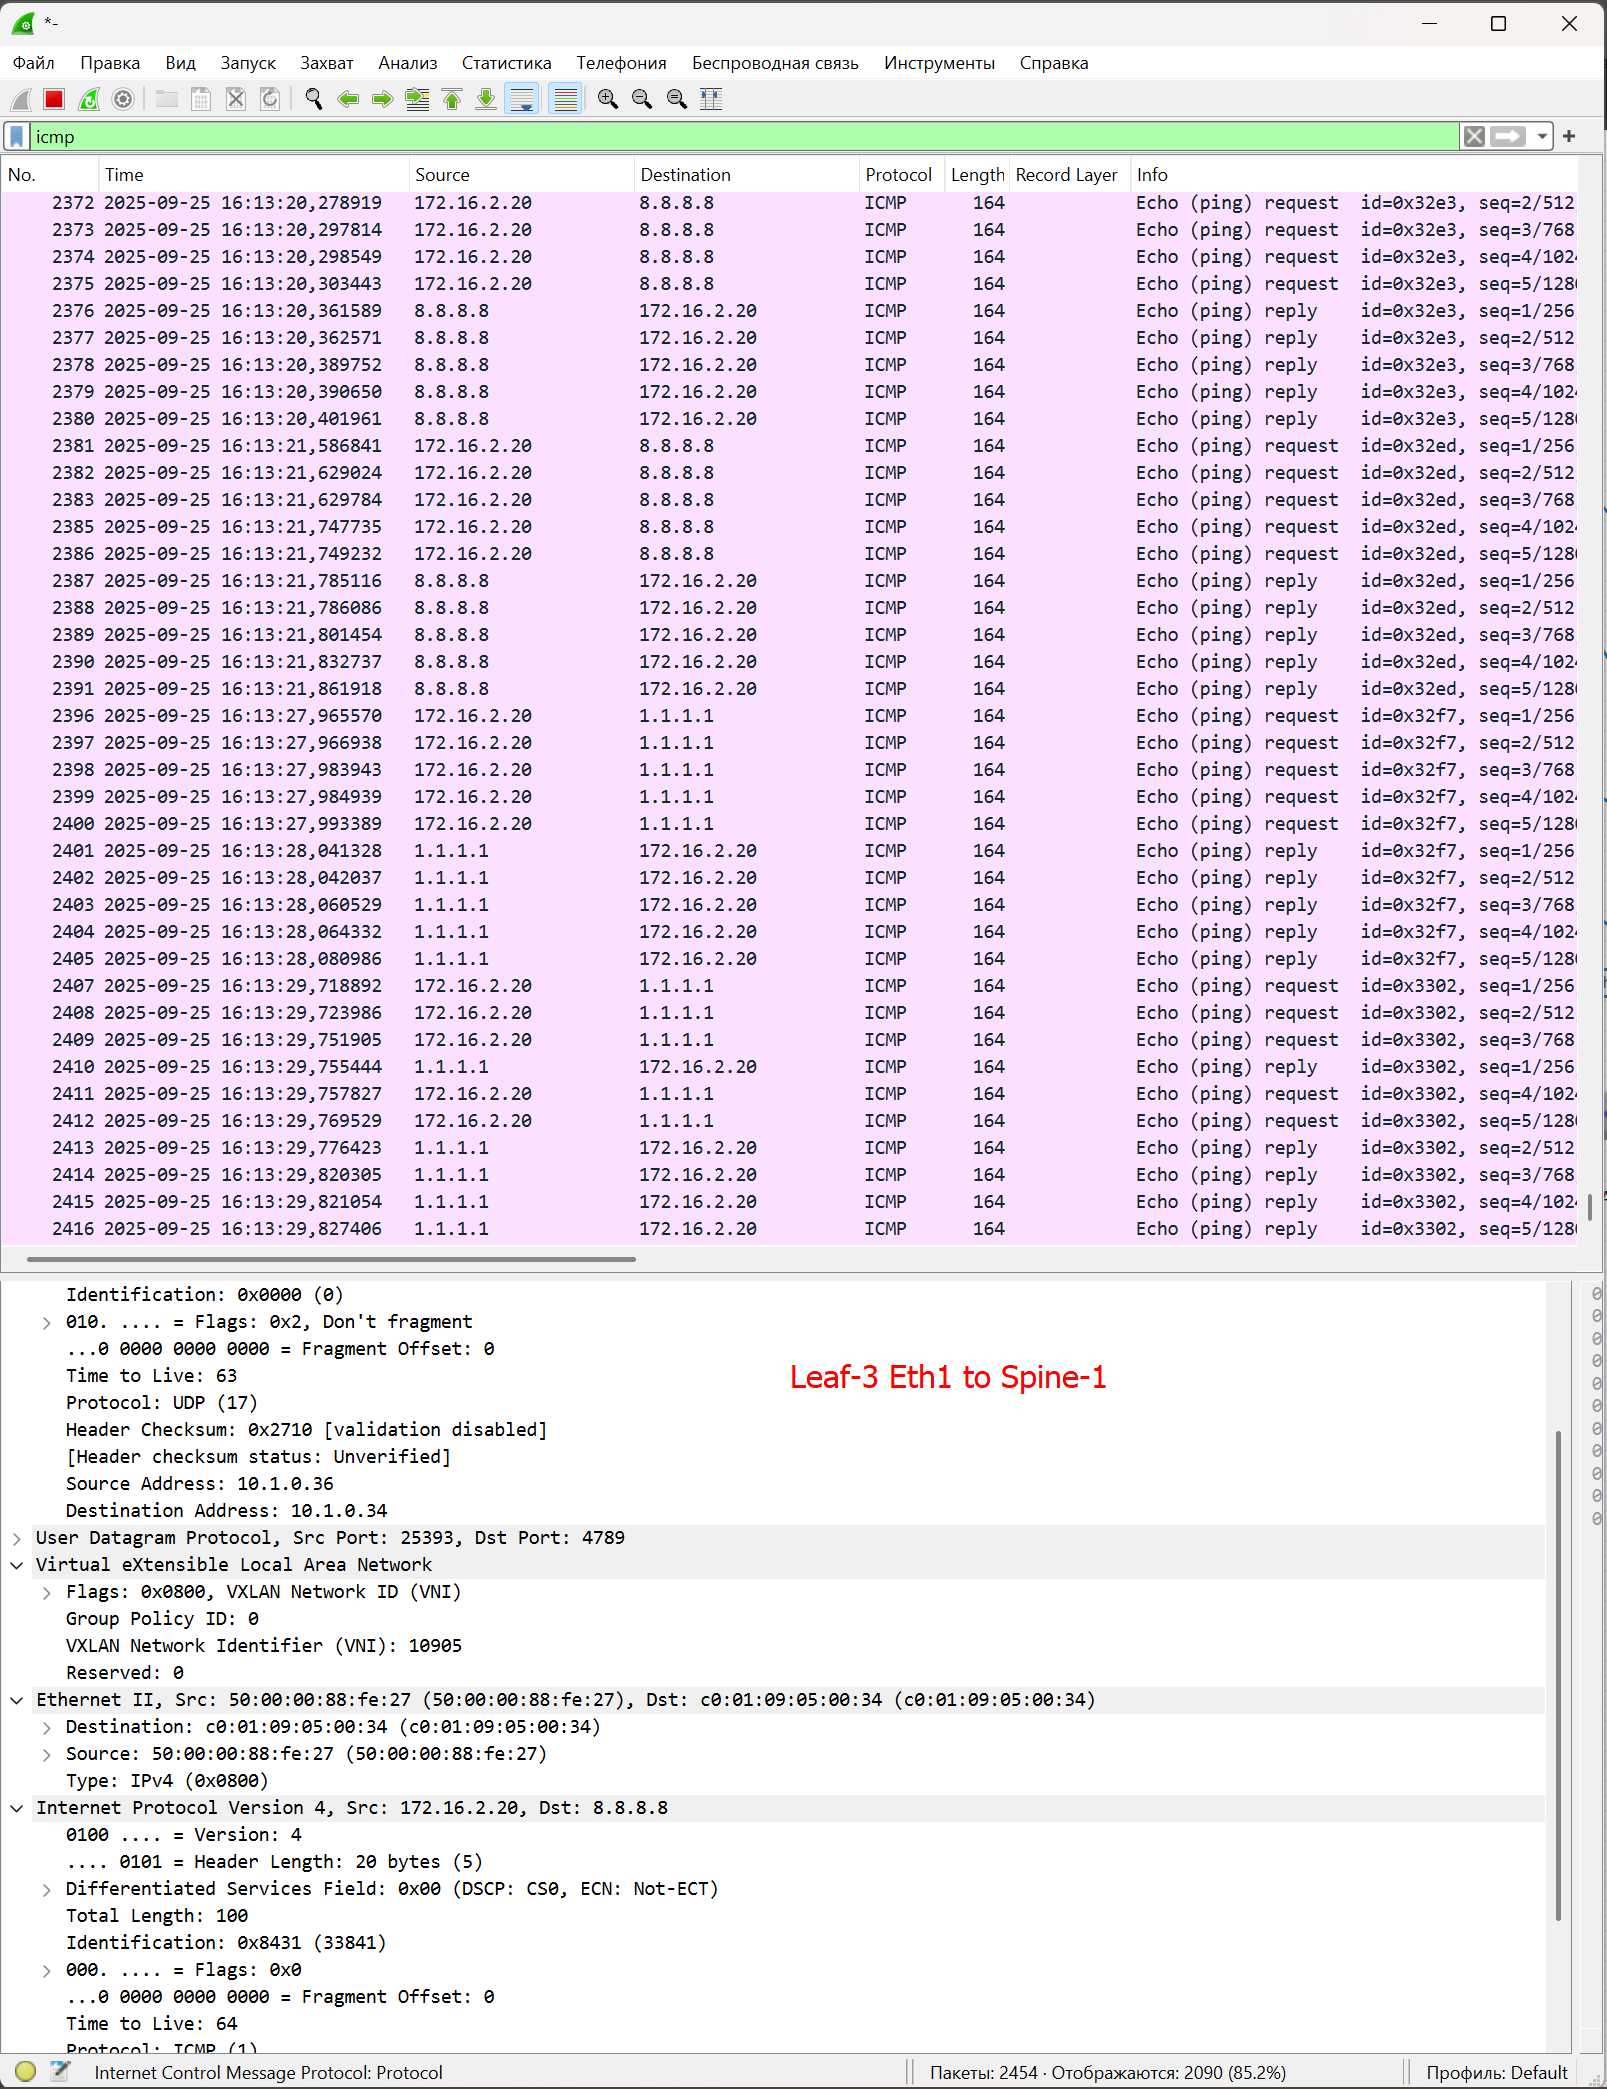 *-
Файл Правка Вид Запуск Захват Анализ Статистика Телефония Беспроводная связь Инструменты Справка
icmp
No. Time Source Destination Protocol Length Record Layer Info
2372 2025-09-25 16:13:20,278919 172.16.2.20 8.8.8.8 ICMP 164 Echo (ping) request id=0x32e3, seq=2/512
2373 2025-09-25 16:13:20,297814 172.16.2.20 8.8.8.8 ICMP 164 Echo (ping) request id=0x32e3, seq=3/768
2374 2025-09-25 16:13:20,298549 172.16.2.20 8.8.8.8 ICMP 164 Echo (ping) request id=0x32e3, seq=4/1024
2375 2025-09-25 16:13:20,303443 172.16.2.20 8.8.8.8 ICMP 164 Echo (ping) request id=0x32e3, seq=5/1280
2376 2025-09-25 16:13:20,361589 8.8.8.8 172.16.2.20 ICMP 164 Echo (ping) reply id=0x32e3, seq=1/256
2377 2025-09-25 16:13:20,362571 8.8.8.8 172.16.2.20 ICMP 164 Echo (ping) reply id=0x32e3, seq=2/512
2378 2025-09-25 16:13:20,389752 8.8.8.8 172.16.2.20 ICMP 164 Echo (ping) reply id=0x32e3, seq=3/768
2379 2025-09-25 16:13:20,390650 8.8.8.8 172.16.2.20 ICMP 164 Echo (ping) reply id=0x32e3, seq=4/1024
2380 2025-09-25 16:13:20,401961 8.8.8.8 172.16.2.20 ICMP 164 Echo (ping) reply id=0x32e3, seq=5/1280
2381 2025-09-25 16:13:21,586841 172.16.2.20 8.8.8.8 ICMP 164 Echo (ping) request id=0x32ed, seq=1/256
2382 2025-09-25 16:13:21,629024 172.16.2.20 8.8.8.8 ICMP 164 Echo (ping) request id=0x32ed, seq=2/512
2383 2025-09-25 16:13:21,629784 172.16.2.20 8.8.8.8 ICMP 164 Echo (ping) request id=0x32ed, seq=3/768
2385 2025-09-25 16:13:21,747735 172.16.2.20 8.8.8.8 ICMP 164 Echo (ping) request id=0x32ed, seq=4/1024
2386 2025-09-25 16:13:21,749232 172.16.2.20 8.8.8.8 ICMP 164 Echo (ping) request id=0x32ed, seq=5/1280
2387 2025-09-25 16:13:21,785116 8.8.8.8 172.16.2.20 ICMP 164 Echo (ping) reply id=0x32ed, seq=1/256
2388 2025-09-25 16:13:21,786086 8.8.8.8 172.16.2.20 ICMP 164 Echo (ping) reply id=0x32ed, seq=2/512
2389 2025-09-25 16:13:21,801454 8.8.8.8 172.16.2.20 ICMP 164 Echo (ping) reply id=0x32ed, seq=3/768
2390 2025-09-25 16:13:21,832737 8.8.8.8 172.16.2.20 ICMP 164 Echo (ping) reply id=0x32ed, seq=4/1024
2391 2025-09-25 16:13:21,861918 8.8.8.8 172.16.2.20 ICMP 164 Echo (ping) reply id=0x32ed, seq=5/1280
2396 2025-09-25 16:13:27,965570 172.16.2.20 1.1.1.1 ICMP 164 Echo (ping) request id=0x32f7, seq=1/256
2397 2025-09-25 16:13:27,966938 172.16.2.20 1.1.1.1 ICMP 164 Echo (ping) request id=0x32f7, seq=2/512
2398 2025-09-25 16:13:27,983943 172.16.2.20 1.1.1.1 ICMP 164 Echo (ping) request id=0x32f7, seq=3/768
2399 2025-09-25 16:13:27,984939 172.16.2.20 1.1.1.1 ICMP 164 Echo (ping) request id=0x32f7, seq=4/1024
2400 2025-09-25 16:13:27,993389 172.16.2.20 1.1.1.1 ICMP 164 Echo (ping) request id=0x32f7, seq=5/1280
2401 2025-09-25 16:13:28,041328 1.1.1.1 172.16.2.20 ICMP 164 Echo (ping) reply id=0x32f7, seq=1/256
2402 2025-09-25 16:13:28,042037 1.1.1.1 172.16.2.20 ICMP 164 Echo (ping) reply id=0x32f7, seq=2/512
2403 2025-09-25 16:13:28,060529 1.1.1.1 172.16.2.20 ICMP 164 Echo (ping) reply id=0x32f7, seq=3/768
2404 2025-09-25 16:13:28,064332 1.1.1.1 172.16.2.20 ICMP 164 Echo (ping) reply id=0x32f7, seq=4/1024
2405 2025-09-25 16:13:28,080986 1.1.1.1 172.16.2.20 ICMP 164 Echo (ping) reply id=0x32f7, seq=5/1280
2407 2025-09-25 16:13:29,718892 172.16.2.20 1.1.1.1 ICMP 164 Echo (ping) request id=0x3302, seq=1/256
2408 2025-09-25 16:13:29,723986 172.16.2.20 1.1.1.1 ICMP 164 Echo (ping) request id=0x3302, seq=2/512
2409 2025-09-25 16:13:29,751905 172.16.2.20 1.1.1.1 ICMP 164 Echo (ping) request id=0x3302, seq=3/768
2410 2025-09-25 16:13:29,755444 1.1.1.1 172.16.2.20 ICMP 164 Echo (ping) reply id=0x3302, seq=1/256
2411 2025-09-25 16:13:29,757827 172.16.2.20 1.1.1.1 ICMP 164 Echo (ping) request id=0x3302, seq=4/1024
2412 2025-09-25 16:13:29,769529 172.16.2.20 1.1.1.1 ICMP 164 Echo (ping) request id=0x3302, seq=5/1280
2413 2025-09-25 16:13:29,776423 1.1.1.1 172.16.2.20 ICMP 164 Echo (ping) reply id=0x3302, seq=2/512
2414 2025-09-25 16:13:29,820305 1.1.1.1 172.16.2.20 ICMP 164 Echo (ping) reply id=0x3302, seq=3/768
2415 2025-09-25 16:13:29,821054 1.1.1.1 172.16.2.20 ICMP 164 Echo (ping) reply id=0x3302, seq=4/1024
2416 2025-09-25 16:13:29,827406 1.1.1.1 172.16.2.20 ICMP 164 Echo (ping) reply id=0x3302, seq=5/1280
Identification: 0x0000 (0)
010. .... = Flags: 0x2, Don't fragment
...0 0000 0000 0000 = Fragment Offset: 0
Time to Live: 63
Leaf-3 Eth1 to Spine-1
Protocol: UDP (17)
Header Checksum: 0x2710 [validation disabled]
[Header checksum status: Unverified]
Source Address: 10.1.0.36
Destination Address: 10.1.0.34
User Datagram Protocol, Src Port: 25393, Dst Port: 4789
Virtual eXtensible Local Area Network
Flags: 0x0800, VXLAN Network ID (VNI)
Group Policy ID: 0
VXLAN Network Identifier (VNI): 10905
Reserved: 0
Ethernet II, Src: 50:00:00:88:fe:27 (50:00:00:88:fe:27), Dst: c0:01:09:05:00:34 (c0:01:09:05:00:34)
Destination: c0:01:09:05:00:34 (c0:01:09:05:00:34)
Source: 50:00:00:88:fe:27 (50:00:00:88:fe:27)
Type: IPv4 (0x0800)
Internet Protocol Version 4, Src: 172.16.2.20, Dst: 8.8.8.8
0100 .... = Version: 4
.... 0101 = Header Length: 20 bytes (5)
Differentiated Services Field: 0x00 (DSCP: CS0, ECN: Not-ECT)
Total Length: 100
Identification: 0x8431 (33841)
000. .... = Flags: 0x0
...0 0000 0000 0000 = Fragment Offset: 0
Time to Live: 64
Protocol: ICMP (1)
Internet Control Message Protocol: Protocol Пакеты: 2454 · Отображаются: 2090 (85.2%) Профиль: Default